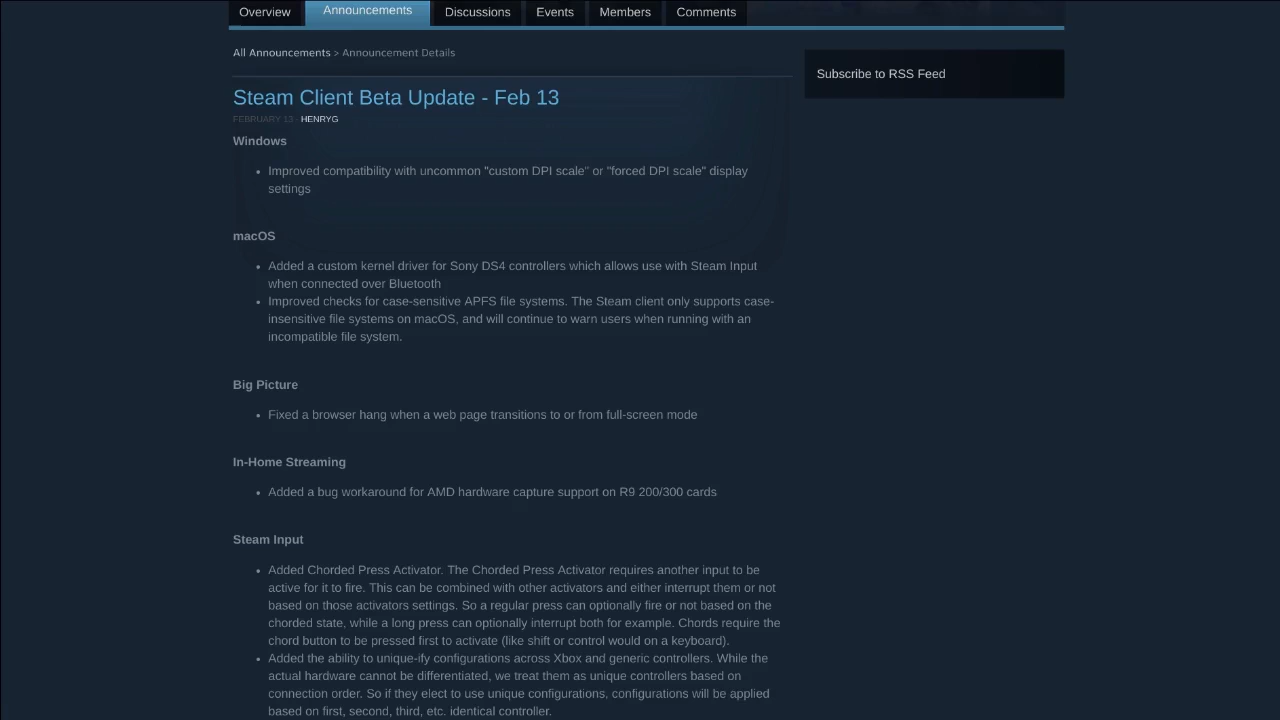 Overview
Announcements
Discussions
Events
Members
Comments
All Announcements > Announcement Details
Subscribe to RSS Feed
Steam Client Beta Update - Feb 13
FEBRUARY 13 - HENRYG
Windows
• Improved compatibility with uncommon "custom DPI scale" or "forced DPI scale" display
settings
macOS
• Added a custom kernel driver for Sony DS4 controllers which allows use with Steam Input
when connected over Bluetooth
• Improved checks for case-sensitive APFS file systems. The Steam client only supports case-
insensitive file systems on macOS, and will continue to warn users when running with an
incompatible file system.
Big Picture
• Fixed a browser hang when a web page transitions to or from full-screen mode
In-Home Streaming
• Added a bug workaround for AMD hardware capture support on R9 200/300 cards
Steam Input
• Added Chorded Press Activator. The Chorded Press Activator requires another input to be
active for it to fire. This can be combined with other activators and either interrupt them or not
based on those activators settings. So a regular press can optionally fire or not based on the
chorded state, while a long press can optionally interrupt both for example. Chords require the
chord button to be pressed first to activate (like shift or control would on a keyboard).
• Added the ability to unique-ify configurations across Xbox and generic controllers. While the
actual hardware cannot be differentiated, we treat them as unique controllers based on
connection order. So if they elect to use unique configurations, configurations will be applied
based on first, second, third, etc. identical controller.